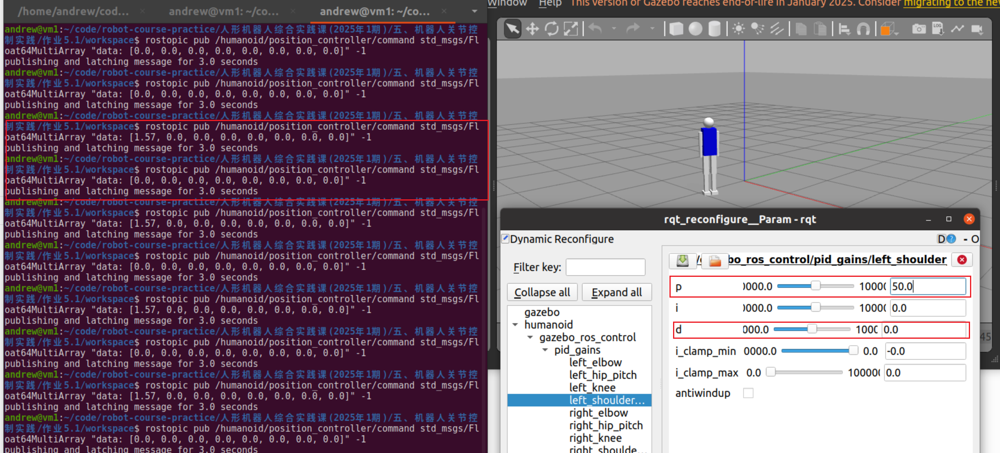 /home/andrew/cod...
andrew@vm1: ~/co...
andrew@vm1: ~/co...
andrew@vm1:~/code/robot-course-practice/人形机器人综合实践课(2025年1期)/五、机器人关节控
制实践/作业5.1/workspace$ rostopic pub /humanoid/position_controller/command std_msgs/Fl
oat64MultiArray "data: [0.0, 0.0, 0.0, 0.0, 0.0, 0.0, 0.0, 0.0]" -1
publishing and latching message for 3.0 seconds
andrew@vm1:~/code/robot-course-practice/人形机器人综合实践课(2025年1期)/五、机器人关节控
制实践/作业5.1/workspace$ rostopic pub /humanoid/position_controller/command std_msgs/Fl
oat64MultiArray "data: [0.0, 0.0, 0.0, 0.0, 0.0, 0.0, 0.0, 0.0]" -1
publishing and latching message for 3.0 seconds
andrew@vm1:~/code/robot-course-practice/人形机器人综合实践课(2025年1期)/五、机器人关节控
制实践/作业5.1/workspace$ rostopic pub /humanoid/position_controller/command std_msgs/Fl
oat64MultiArray "data: [1.57, 0.0, 0.0, 0.0, 0.0, 0.0, 0.0, 0.0]" -1
publishing and latching message for 3.0 seconds
andrew@vm1:~/code/robot-course-practice/人形机器人综合实践课(2025年1期)/五、机器人关节控
制实践/作业5.1/workspace$ rostopic pub /humanoid/position_controller/command std_msgs/Fl
oat64MultiArray "data: [0.0, 0.0, 0.0, 0.0, 0.0, 0.0, 0.0, 0.0]" -1
publishing and latching message for 3.0 seconds
andrew@vm1:~/code/robot-course-practice/人形机器人综合实践课(2025年1期)/五、机器人关节控
制实践/作业5.1/workspace$ rostopic pub /humanoid/position_controller/command std_msgs/Fl
oat64MultiArray "data: [1.57, 0.0, 0.0, 0.0, 0.0, 0.0, 0.0, 0.0]" -1
publishing and latching message for 3.0 seconds
andrew@vm1:~/code/robot-course-practice/人形机器人综合实践课(2025年1期)/五、机器人关节控
制实践/作业5.1/workspace$ rostopic pub /humanoid/position_controller/command std_msgs/Fl
oat64MultiArray "data: [0.0, 0.0, 0.0, 0.0, 0.0, 0.0, 0.0, 0.0]" -1
publishing and latching message for 3.0 seconds
andrew@vm1:~/code/robot-course-practice/人形机器人综合实践课(2025年1期)/五、机器人关节控
制实践/作业5.1/workspace$ rostopic pub /humanoid/position_controller/command std_msgs/Fl
oat64MultiArray "data: [1.57, 0.0, 0.0, 0.0, 0.0, 0.0, 0.0, 0.0]" -1
publishing and latching message for 3.0 seconds
andrew@vm1:~/code/robot-course-practice/人形机器人综合实践课(2025年1期)/五、机器人关节控
制实践/作业5.1/workspace$ rostopic pub /humanoid/position_controller/command std_msgs/Fl
oat64MultiArray "data: [0.0, 0.0, 0.0, 0.0, 0.0, 0.0, 0.0, 0.0]" -1
publishing and latching message for 3.0 seconds
andrew@vm1:~/code/robot-course-practice/人形机器人综合实践课(2025年1期)/五、机器人关节控
制实践/作业5.1/workspace$ rostopic pub /humanoid/position_controller/command std_msgs/Fl
oat64MultiArray "data: [1.57, 0.0, 0.0, 0.0, 0.0, 0.0, 0.0, 0.0]" -1
publishing and latching message for 3.0 seconds
andrew@vm1:~/code/robot-course-practice/人形机器人综合实践课(2025年1期)/五、机器人关节控
制实践/作业5.1/workspace$ rostopic pub /humanoid/position_controller/command std_msgs/Fl
oat64MultiArray "data: [0.0, 0.0, 0.0, 0.0, 0.0, 0.0, 0.0, 0.0]" -1
publishing and latching message for 3.0 seconds
Window Help This version of Gazebo reaches end-of-life in January 2025. Consider migrating to the new
LOG
45
rqt_reconfigure__Param - rqt
Dynamic Reconfigure
D ? - O
Filter key:
Collapse all Expand all
gazebo
humanoid
gazebo_ros_control
pid_gains
left_elbow
left_hip_pitch
left_knee
left_shoulder...
right_elbow
right_hip_pitch
right_knee
right_shoulde...
bo_ros_control/pid_gains/left_shoulder
p 0000.0 10000 50.0
i 0000.0 10000 0.0
d 000.0 1000 0.0
i_clamp_min 0000.0 0.0 -0.0
i_clamp_max 0.0 100000 0.0
antiwindup